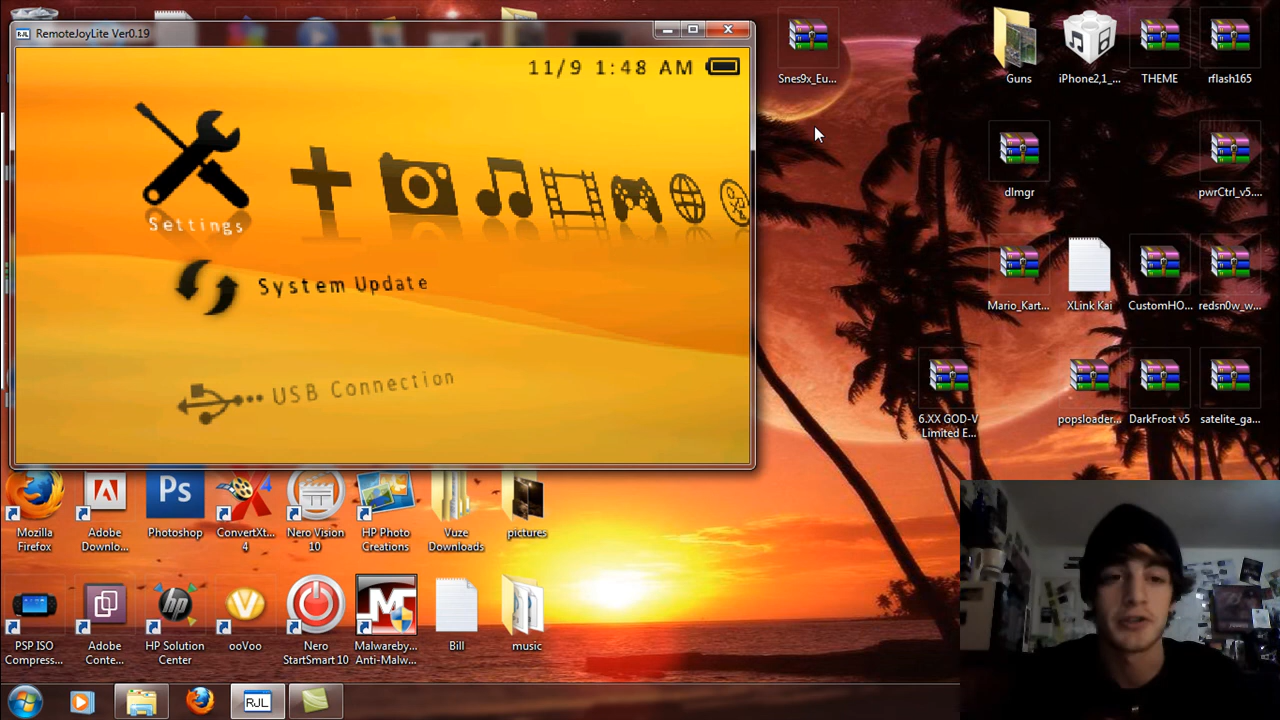 RemoteJoyLite Ver0.19
11/9 1:48 AM
Settings
System Update
USB Connection
Snes9x_Eu...
Guns
iPhone2,1_...
THEME
rflash165
dlmgr
pwrCtrl_v5....
Mario_Kart...
XLink Kai
CustomHO...
redsn0w_w...
6.XX GOD-V
Limited E...
popsloader...
DarkFrost v5
satelite_ga...
Ps
4
Mozilla
Firefox
Adobe
Downlo...
Photoshop
ConvertXt...
4
Nero Vision
10
HP Photo
Creations
Vuze
Downloads
pictures
hp
V
M
PSP ISO
Compress...
Adobe
Conte...
HP Solution
Center
ooVoo
Nero
StartSmart 10
Malwareby...
Anti-Malw...
Bill
music
RJL